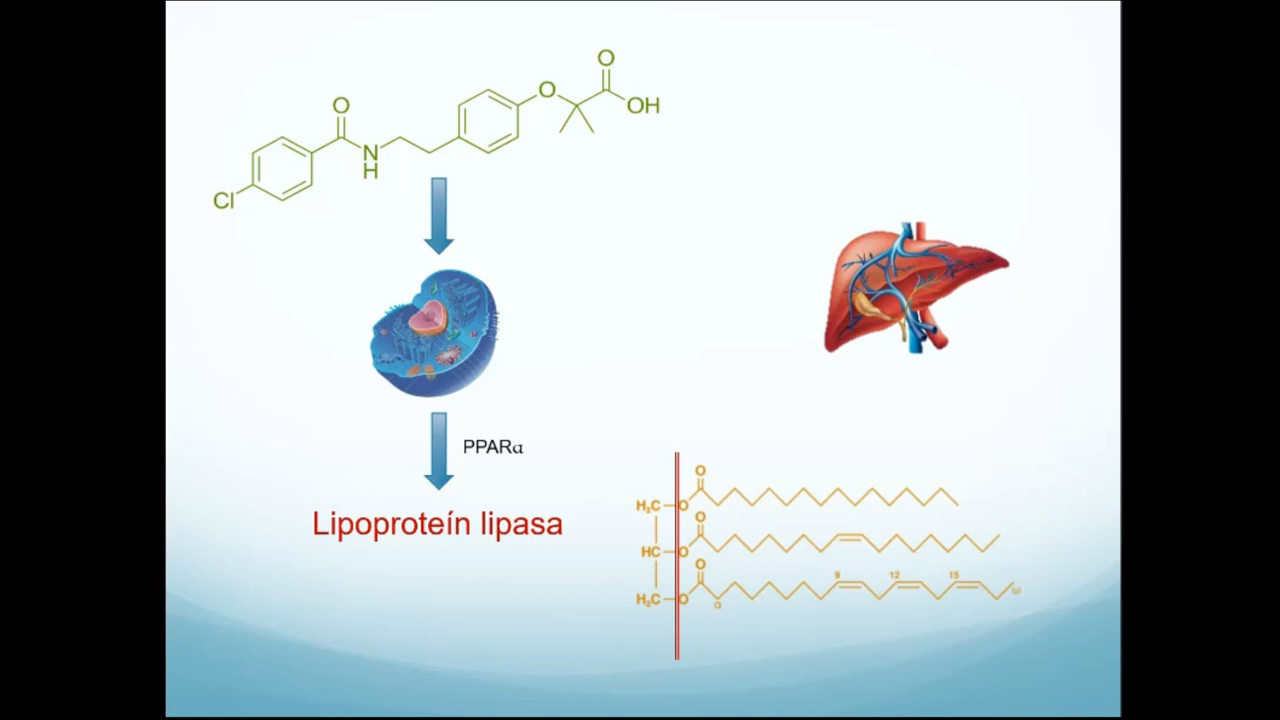 O
OH
O
O
N
H
Cl
PPARα
Lipoproteín lipasa
O
H₂C
O
O
HC
O
O
9
12
15
H₂C
O
α
ω